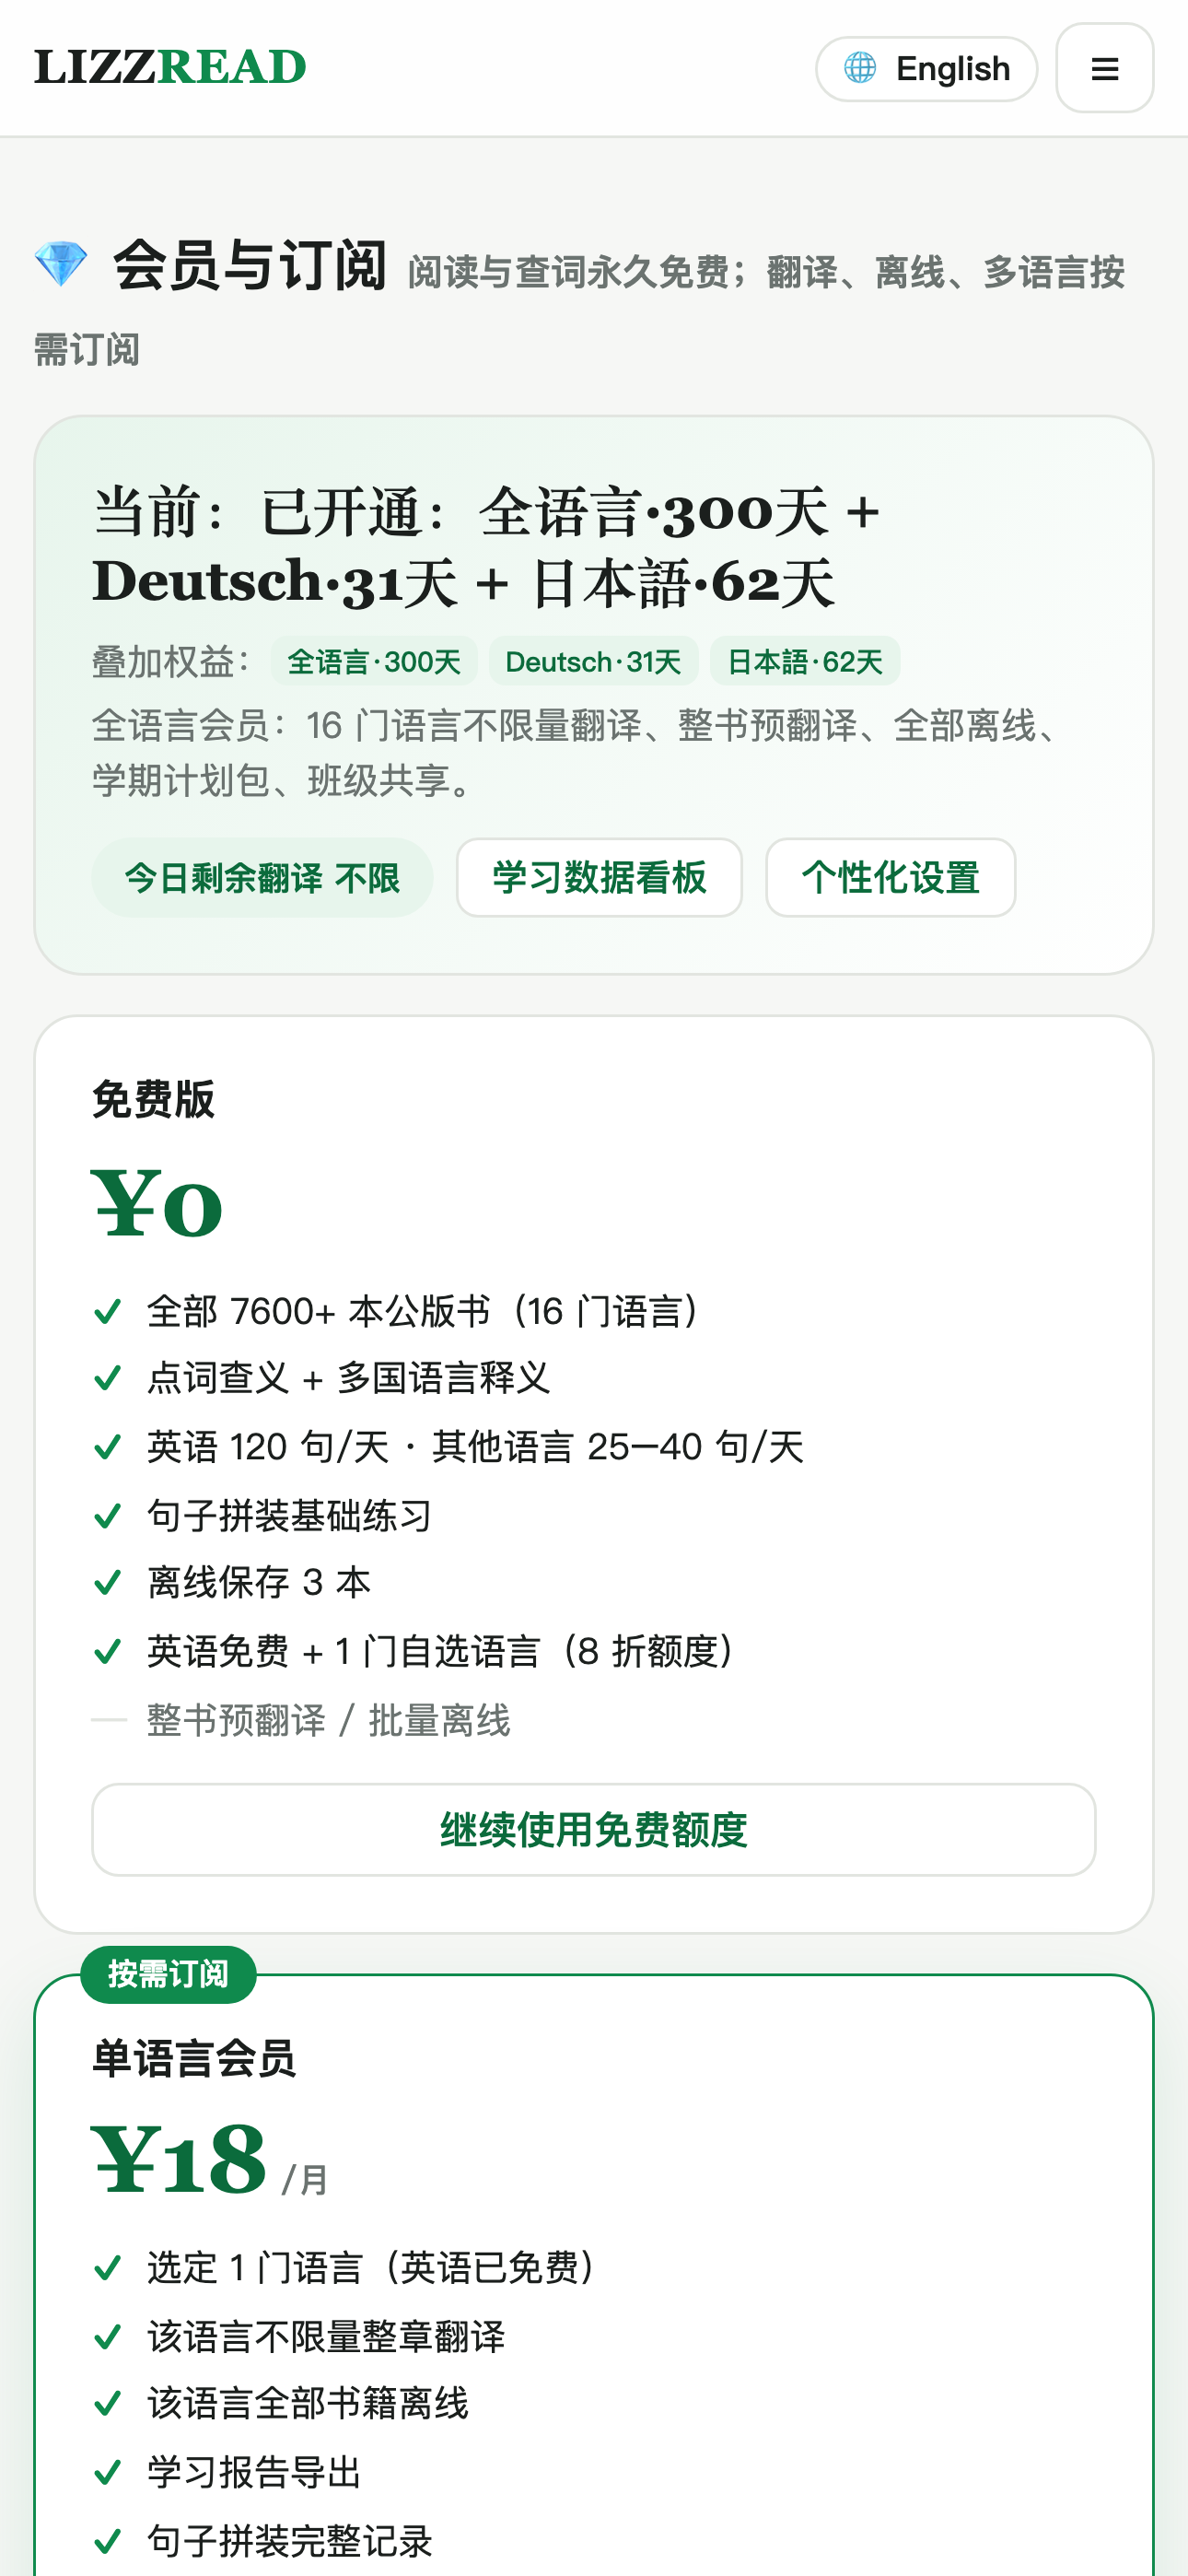 LIZZREAD
English
会员与订阅 阅读与查词永久免费；翻译、离线、多语言按
需订阅
当前：已开通：全语言·300天 +
Deutsch·31天 + 日本語·62天
叠加权益： 全语言·300天 Deutsch·31天 日本語·62天
全语言会员：16 门语言不限量翻译、整书预翻译、全部离线、
学期计划包、班级共享。
今日剩余翻译 不限 学习数据看板 个性化设置
免费版
¥0
全部 7600+ 本公版书（16 门语言）
点词查义 + 多国语言释义
英语 120 句/天 · 其他语言 25–40 句/天
句子拼装基础练习
离线保存 3 本
英语免费 + 1 门自选语言（8 折额度）
— 整书预翻译 / 批量离线
继续使用免费额度
按需订阅
单语言会员
¥18 /月
选定 1 门语言（英语已免费）
该语言不限量整章翻译
该语言全部书籍离线
学习报告导出
句子拼装完整记录